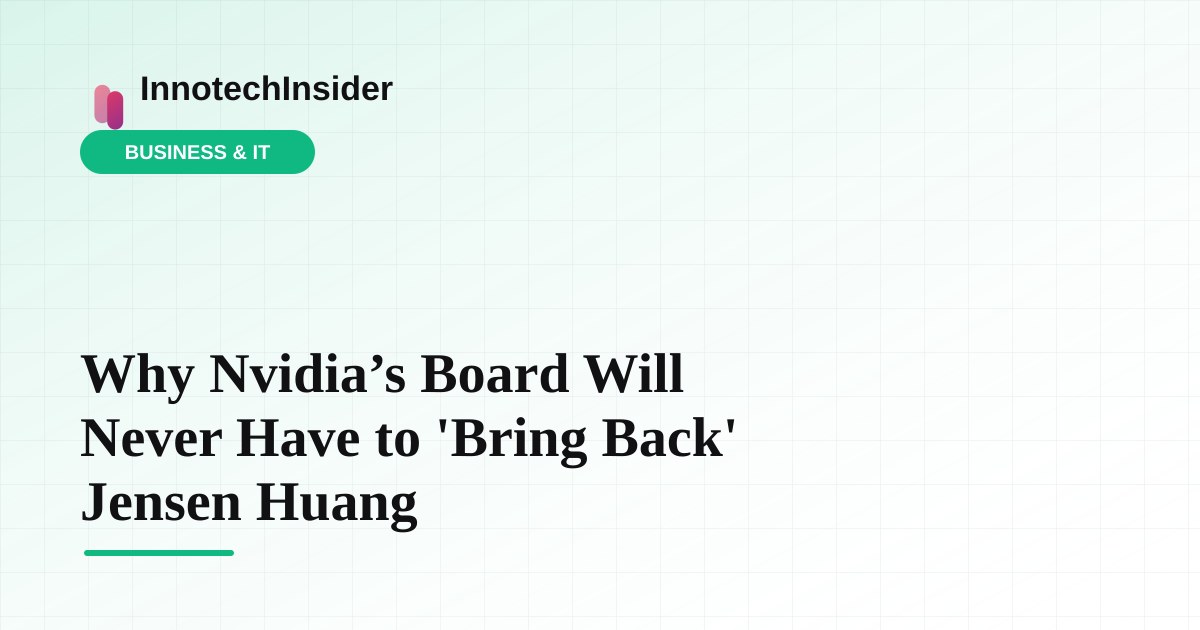 InnotechInsider
BUSINESS & IT
Why Nvidia’s Board Will
Never Have to 'Bring Back'
Jensen Huang